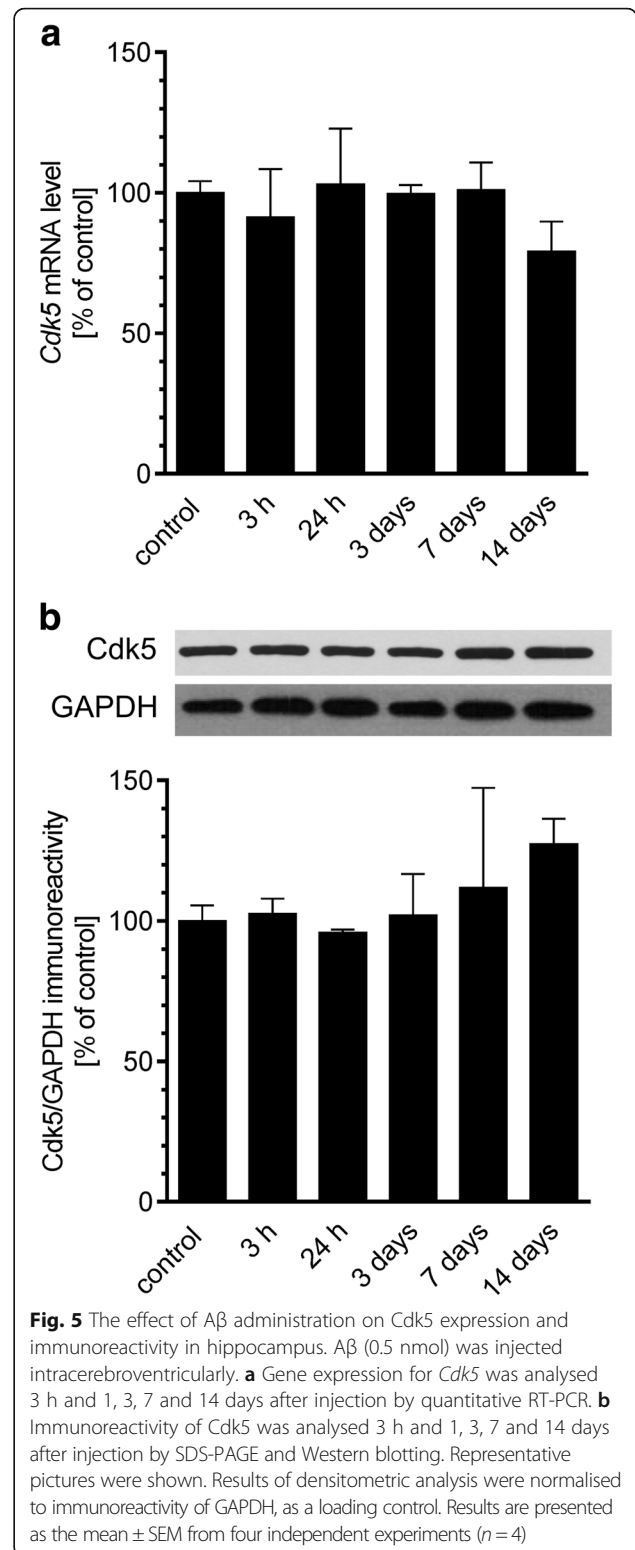 a
150
100
50
0
Cdk5 mRNA level
[% of control]
control
3 h
24 h
3 days
7 days
14 days
b
Cdk5
GAPDH
150
100
50
0
Cdk5/GAPDH immunoreactivity
[% of control]
control
3 h
24 h
3 days
7 days
14 days
Fig. 5 The effect of Aβ administration on Cdk5 expression and
immunoreactivity in hippocampus. Aβ (0.5 nmol) was injected
intracerebroventricularly. a Gene expression for Cdk5 was analysed
3 h and 1, 3, 7 and 14 days after injection by quantitative RT-PCR. b
Immunoreactivity of Cdk5 was analysed 3 h and 1, 3, 7 and 14 days
after injection by SDS-PAGE and Western blotting. Representative
pictures were shown. Results of densitometric analysis were normalised
to immunoreactivity of GAPDH, as a loading control. Results are presented
as the mean ± SEM from four independent experiments (n = 4)